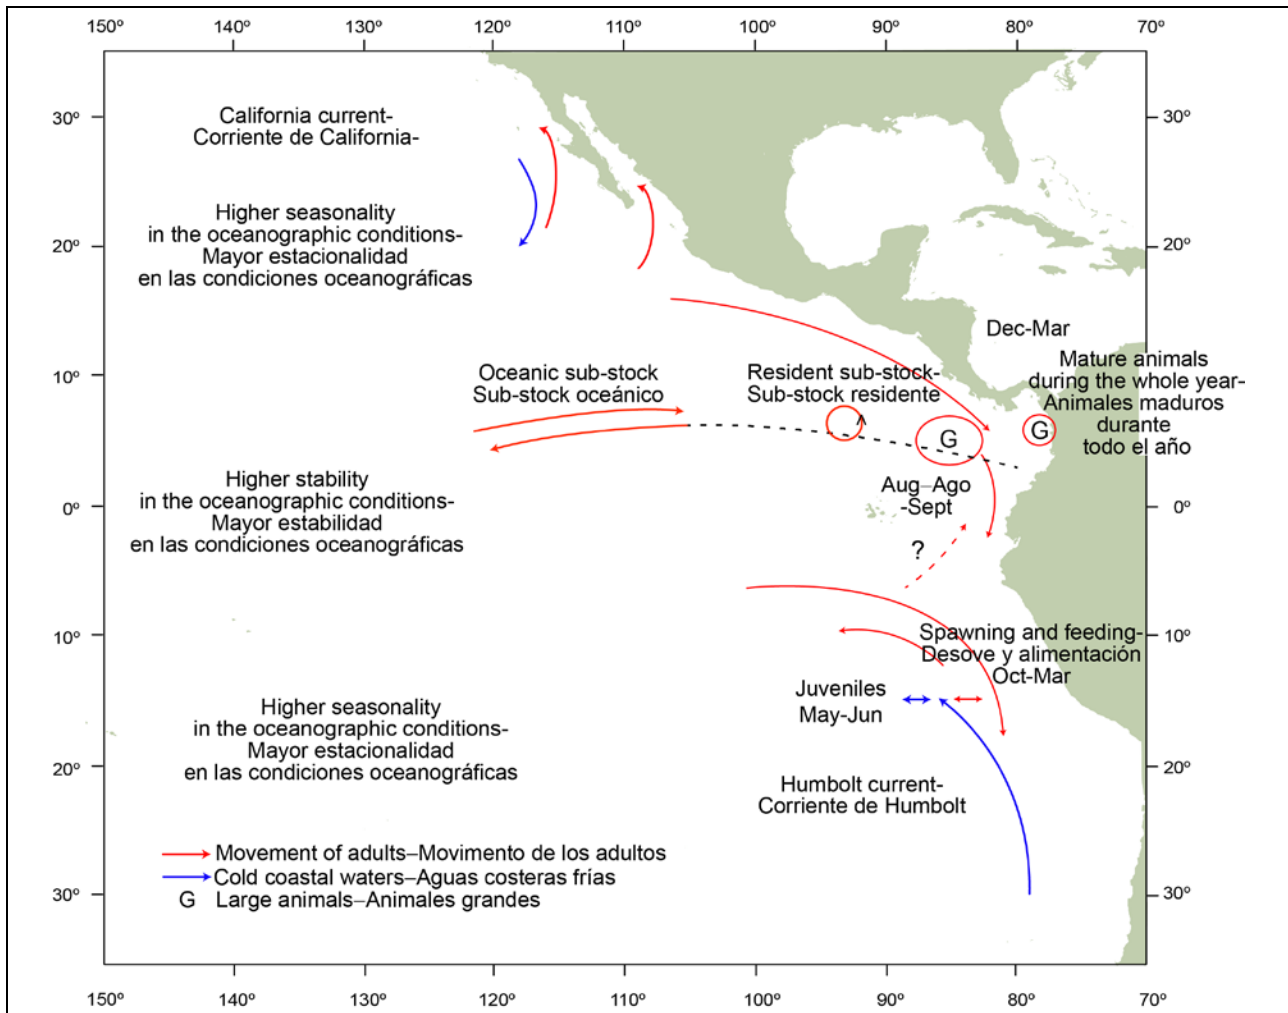 150º 140º 130º 120º 110º 100º 90º 80º 70º
30º
20º
10º
0º
10º
20º
30º
California current-
Corriente de California-
Higher seasonality
in the oceanographic conditions-
Mayor estacionalidad
en las condiciones oceanográficas
Dec-Mar
Mature animals
during the whole year-
Animales maduros
durante
todo el año
Oceanic sub-stock
Sub-stock oceánico
Resident sub-stock-
Sub-stock residente
^
G
G
Higher stability
in the oceanographic conditions-
Mayor estabilidad
en las condiciones oceanográficas
Aug–Ago
-Sept
?
Spawning and feeding-
Desove y alimentación
Oct-Mar
Juveniles
May-Jun
Higher seasonality
in the oceanographic conditions-
Mayor estacionalidad
en las condiciones oceanográficas
Humbolt current-
Corriente de Humbolt
Movement of adults–Movimento de los adultos
Cold coastal waters–Aguas costeras frías
G Large animals–Animales grandes
30º
20º
10º
0º
10º
20º
30º
150º 140º 130º 120º 110º 100º 90º 80º 70º